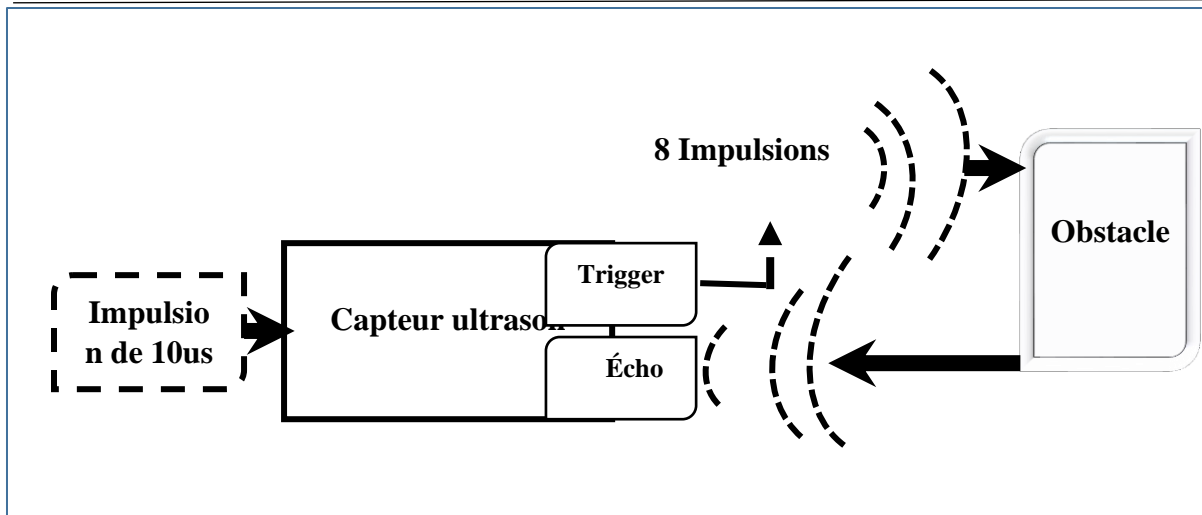 8 Impulsions
Obstacle
Trigger
Impulsio
n de 10us
Capteur ultrason
Écho